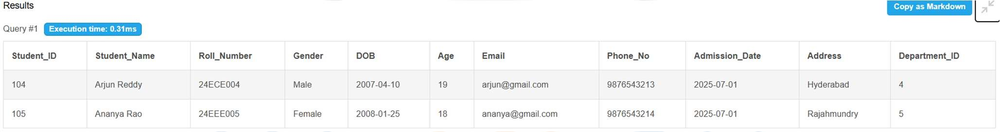 Results
Copy as Markdown
Query #1 Execution time: 0.31ms
Student_ID Student_Name Roll_Number Gender DOB Age Email Phone_No Admission_Date Address Department_ID
104 Arjun Reddy 24ECE004 Male 2007-04-10 19 arjun@gmail.com 9876543213 2025-07-01 Hyderabad 4
105 Ananya Rao 24EEE005 Female 2008-01-25 18 ananya@gmail.com 9876543214 2025-07-01 Rajahmundry 5